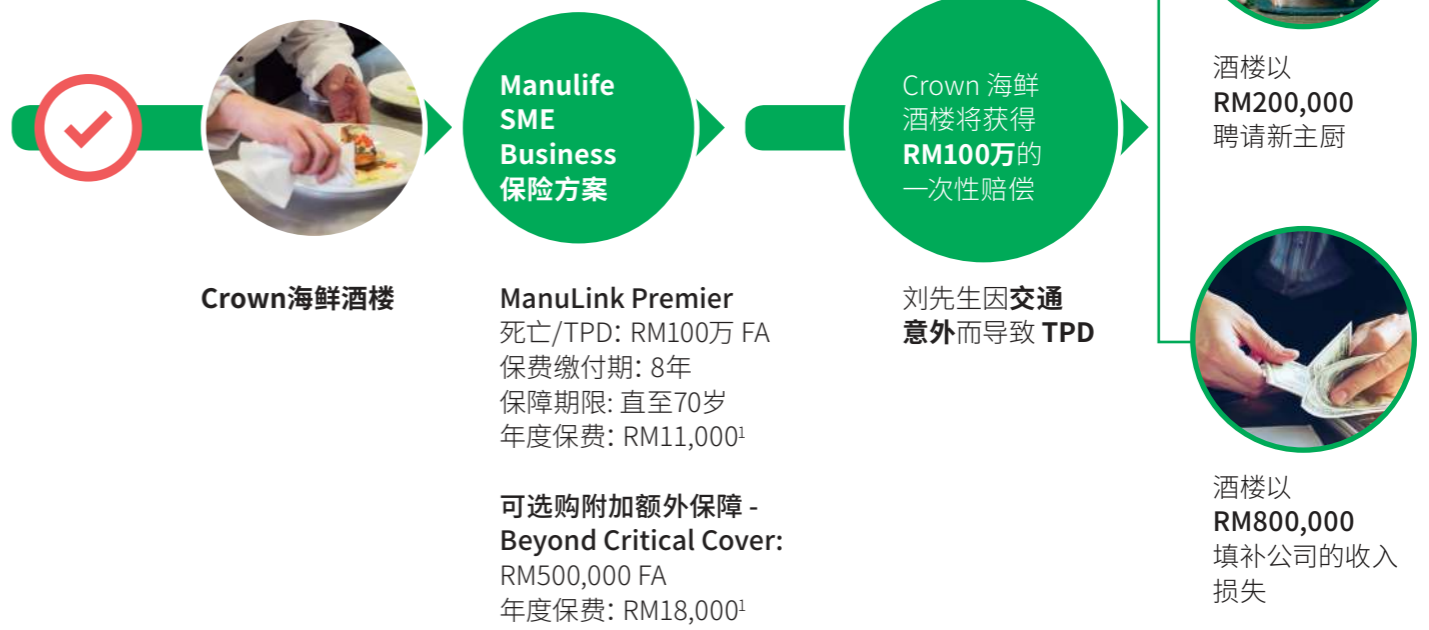 Manulife
SME
Business
保险方案
Crown 海鲜
酒楼将获得
RM100万的
一次性赔偿
酒楼以
RM200,000
聘请新主厨
Crown海鲜酒楼
ManuLink Premier
死亡/TPD: RM100万 FA
保费缴付期: 8年
保障期限: 直至70岁
年度保费: RM11,000¹
可选购附加额外保障 -
Beyond Critical Cover:
RM500,000 FA
年度保费: RM18,000¹
刘先生因交通
意外而导致 TPD
酒楼以
RM800,000
填补公司的收入
损失